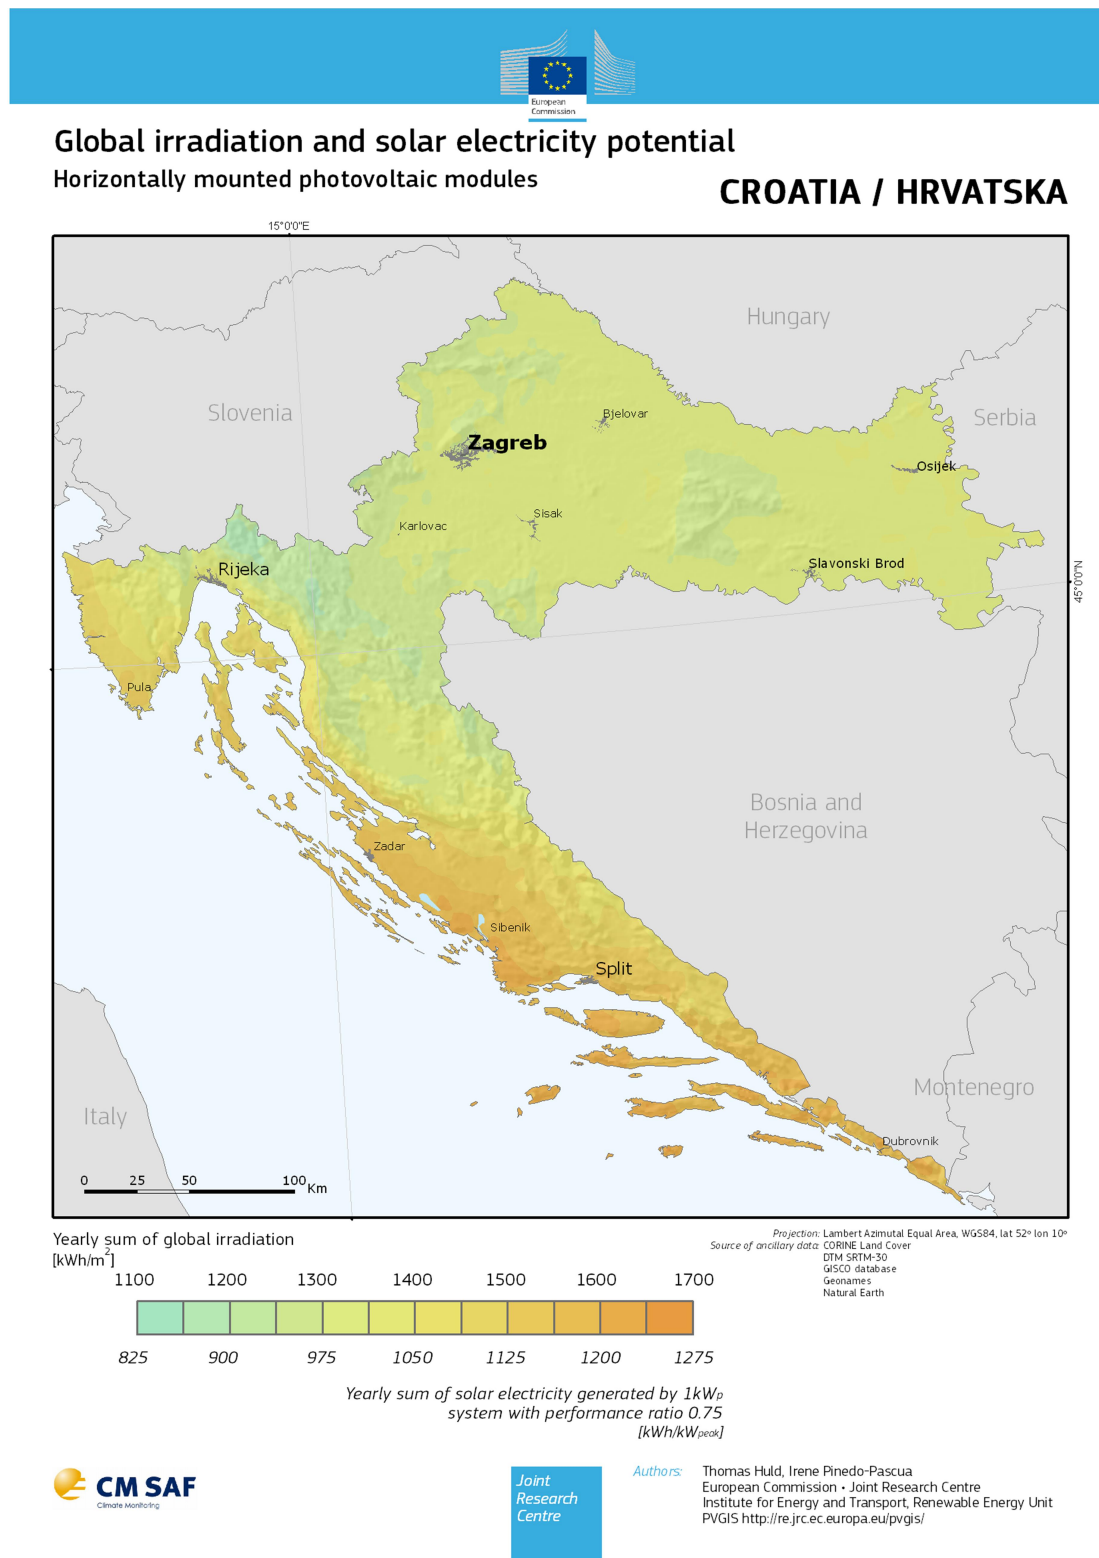 European
Commission
Global irradiation and solar electricity potential
Horizontally mounted photovoltaic modules
CROATIA / HRVATSKA
15°0'0"E
Hungary
Slovenia
Serbia
Bjelovar
Zagreb
Osijek
Sisak
Karlovac
Slavonski Brod
Rijeka
45°0'0"N
Pula
Bosnia and
Herzegovina
Zadar
Sibenik
Split
Montenegro
Italy
Dubrovnik
0 25 50 100 Km
Yearly sum of global irradiation
[kWh/m2]
1100 1200 1300 1400 1500 1600 1700
825 900 975 1050 1125 1200 1275
Yearly sum of solar electricity generated by 1kWp
system with performance ratio 0.75
[kWh/kWpeak]
Projection: Lambert Azimutal Equal Area, WGS84, lat 52º lon 10º
Source of ancillary data: CORINE Land Cover
DTM SRTM-30
GISCO database
Geonames
Natural Earth
CM SAF
Climate Monitoring
Joint
Research
Centre
Authors: Thomas Huld, Irene Pinedo-Pascua
European Commission • Joint Research Centre
Institute for Energy and Transport, Renewable Energy Unit
PVGIS http://re.jrc.ec.europa.eu/pvgis/